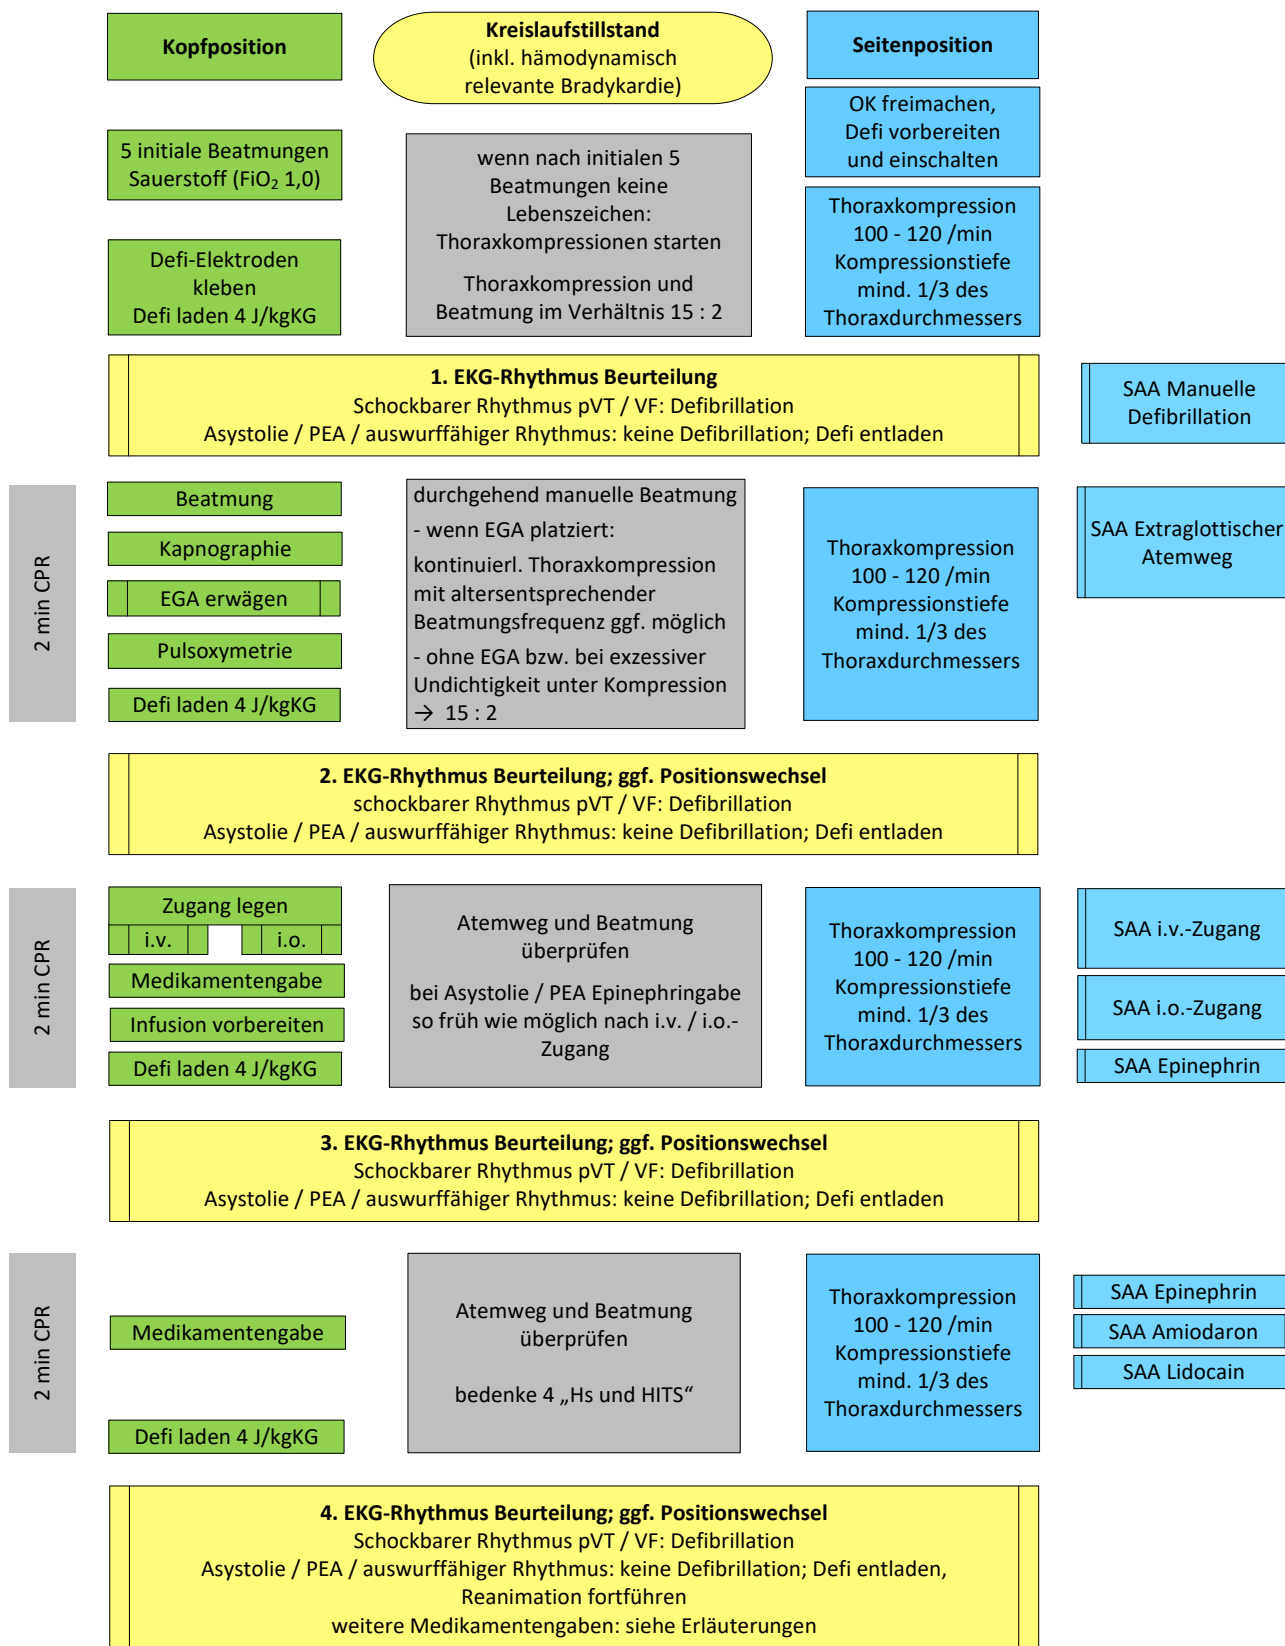 Kopfposition
Kreislaufstillstand
(inkl. hämodynamisch
relevante Bradykardie)
Seitenposition
OK freimachen,
Defi vorbereiten
und einschalten
5 initiale Beatmungen
Sauerstoff (FiO₂ 1,0)
wenn nach initialen 5
Beatmungen keine
Lebenszeichen:
Thoraxkompressionen starten
Thoraxkompression und
Beatmung im Verhältnis 15 : 2
Thoraxkompression
100 - 120 /min
Kompressionstiefe
mind. 1/3 des
Thoraxdurchmessers
Defi-Elektroden
kleben
Defi laden 4 J/kgKG
1. EKG-Rhythmus Beurteilung
Schockbarer Rhythmus pVT / VF: Defibrillation
Asystolie / PEA / auswurffähiger Rhythmus: keine Defibrillation; Defi entladen
SAA Manuelle
Defibrillation
2 min CPR
Beatmung
Kapnographie
EGA erwägen
Pulsoxymetrie
Defi laden 4 J/kgKG
durchgehend manuelle Beatmung
- wenn EGA platziert:
kontinuierl. Thoraxkompression
mit altersentsprechender
Beatmungsfrequenz ggf. möglich
- ohne EGA bzw. bei exzessiver
Undichtigkeit unter Kompression
→ 15 : 2
Thoraxkompression
100 - 120 /min
Kompressionstiefe
mind. 1/3 des
Thoraxdurchmessers
SAA Extraglottischer
Atemweg
2. EKG-Rhythmus Beurteilung; ggf. Positionswechsel
schockbarer Rhythmus pVT / VF: Defibrillation
Asystolie / PEA / auswurffähiger Rhythmus: keine Defibrillation; Defi entladen
2 min CPR
Zugang legen
i.v. i.o.
Medikamentengabe
Infusion vorbereiten
Defi laden 4 J/kgKG
Atemweg und Beatmung
überprüfen
bei Asystolie / PEA Epinephringabe
so früh wie möglich nach i.v. / i.o.-
Zugang
Thoraxkompression
100 - 120 /min
Kompressionstiefe
mind. 1/3 des
Thoraxdurchmessers
SAA i.v.-Zugang
SAA i.o.-Zugang
SAA Epinephrin
3. EKG-Rhythmus Beurteilung; ggf. Positionswechsel
Schockbarer Rhythmus pVT / VF: Defibrillation
Asystolie / PEA / auswurffähiger Rhythmus: keine Defibrillation; Defi entladen
2 min CPR
Medikamentengabe
Defi laden 4 J/kgKG
Atemweg und Beatmung
überprüfen
bedenke 4 „Hs und HITS“
Thoraxkompression
100 - 120 /min
Kompressionstiefe
mind. 1/3 des
Thoraxdurchmessers
SAA Epinephrin
SAA Amiodaron
SAA Lidocain
4. EKG-Rhythmus Beurteilung; ggf. Positionswechsel
Schockbarer Rhythmus pVT / VF: Defibrillation
Asystolie / PEA / auswurffähiger Rhythmus: keine Defibrillation; Defi entladen,
Reanimation fortführen
weitere Medikamentengaben: siehe Erläuterungen